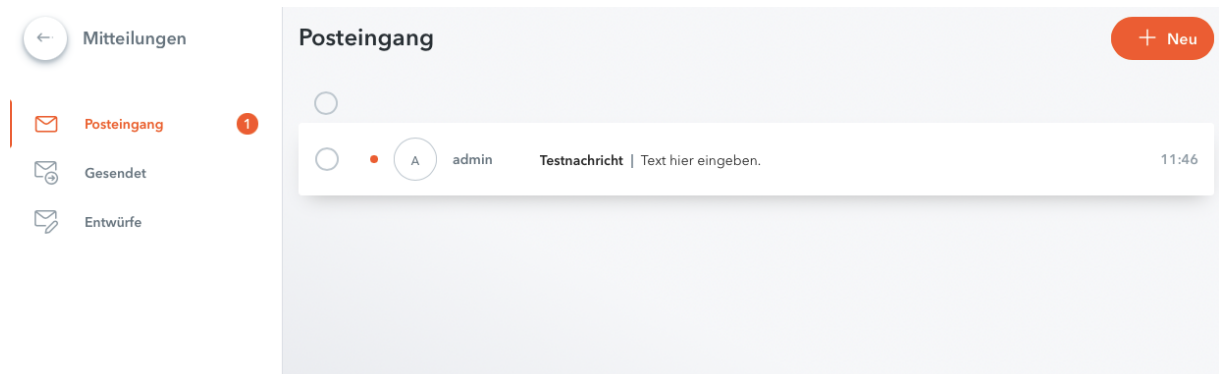 Mitteilungen
Posteingang 1
Gesendet
Entwürfe
Posteingang
+ Neu
A admin Testnachricht | Text hier eingeben. 11:46